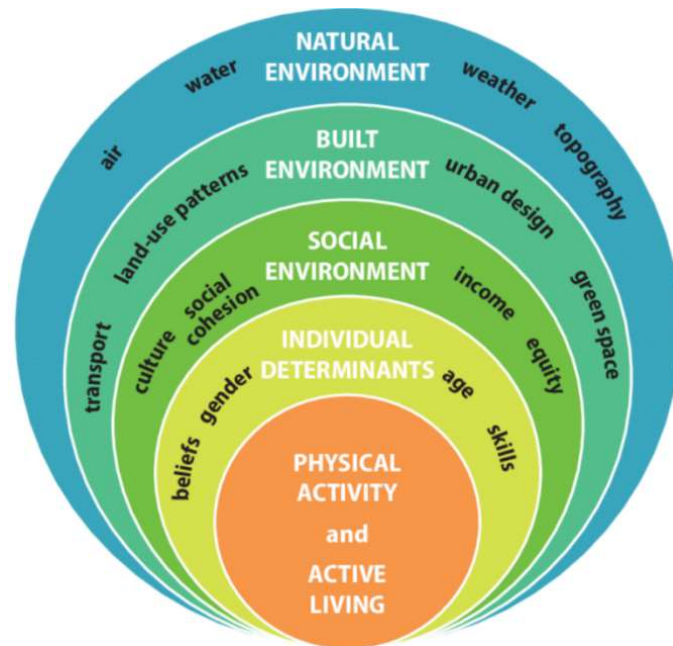 NATURAL
ENVIRONMENT
air
water
weather
topography
BUILT
ENVIRONMENT
transport
land-use patterns
urban design
green space
SOCIAL
ENVIRONMENT
culture
social
cohesion
income
equity
INDIVIDUAL
DETERMINANTS
beliefs
gender
age
skills
PHYSICAL
ACTIVITY
and
ACTIVE
LIVING